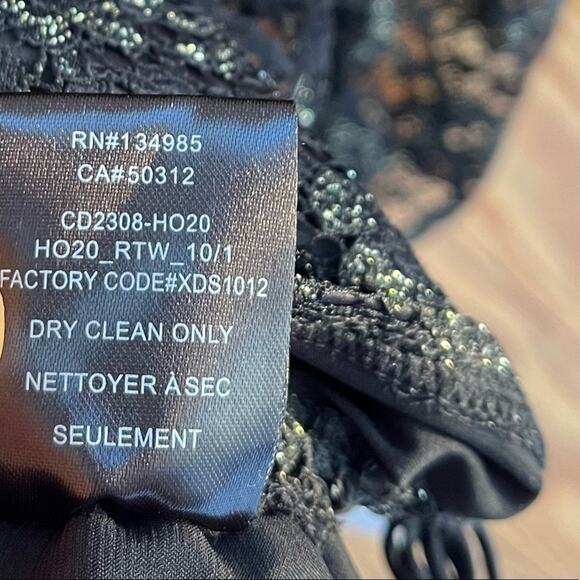 RN#134985
CA#50312
CD2308-HO20
HO20_RTW_10/1
FACTORY CODE#XDS1012
DRY CLEAN ONLY
NETTOYER À SEC
SEULEMENT